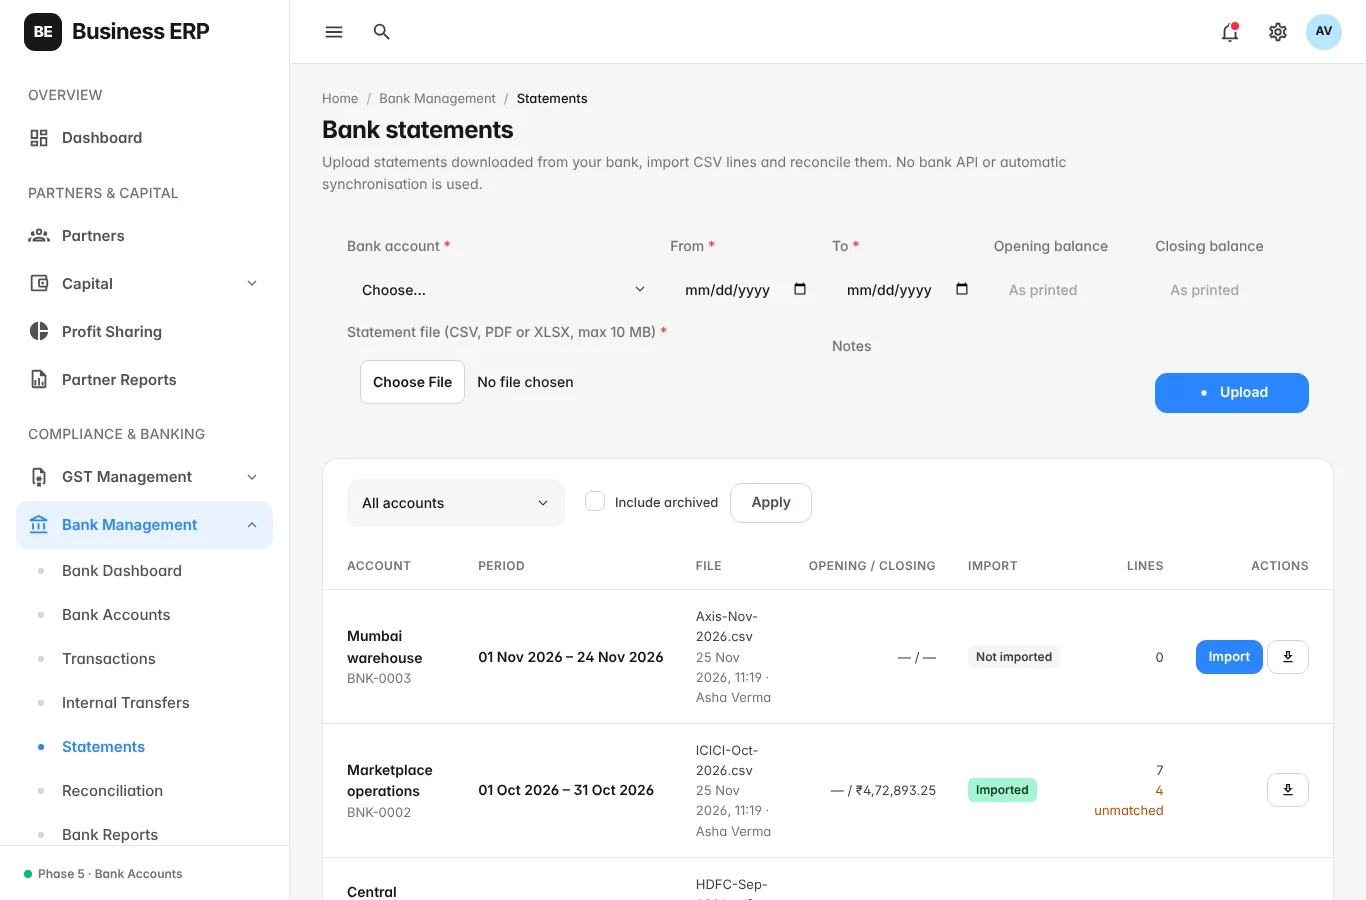 BE Business ERP
OVERVIEW
Dashboard
PARTNERS & CAPITAL
Partners
Capital
Profit Sharing
Partner Reports
COMPLIANCE & BANKING
GST Management
Bank Management
Bank Dashboard
Bank Accounts
Transactions
Internal Transfers
Statements
Reconciliation
Bank Reports
Phase 5 · Bank Accounts
AV
Home / Bank Management / Statements
Bank statements
Upload statements downloaded from your bank, import CSV lines and reconcile them. No bank API or automatic
synchronisation is used.
Bank account * From * To * Opening balance Closing balance
Choose... mm/dd/yyyy mm/dd/yyyy As printed As printed
Statement file (CSV, PDF or XLSX, max 10 MB) *
Notes
Choose File No file chosen
Upload
All accounts Include archived Apply
ACCOUNT PERIOD FILE OPENING / CLOSING IMPORT LINES ACTIONS
Mumbai
warehouse
BNK-0003
01 Nov 2026 – 24 Nov 2026
Axis-Nov-
2026.csv
25 Nov
2026, 11:19 ·
Asha Verma
— / —
Not imported
0
Import
Marketplace
operations
BNK-0002
01 Oct 2026 – 31 Oct 2026
ICICI-Oct-
2026.csv
25 Nov
2026, 11:19 ·
Asha Verma
— / ₹4,72,893.25
Imported
7
4
unmatched
Central
HDFC-Sep-